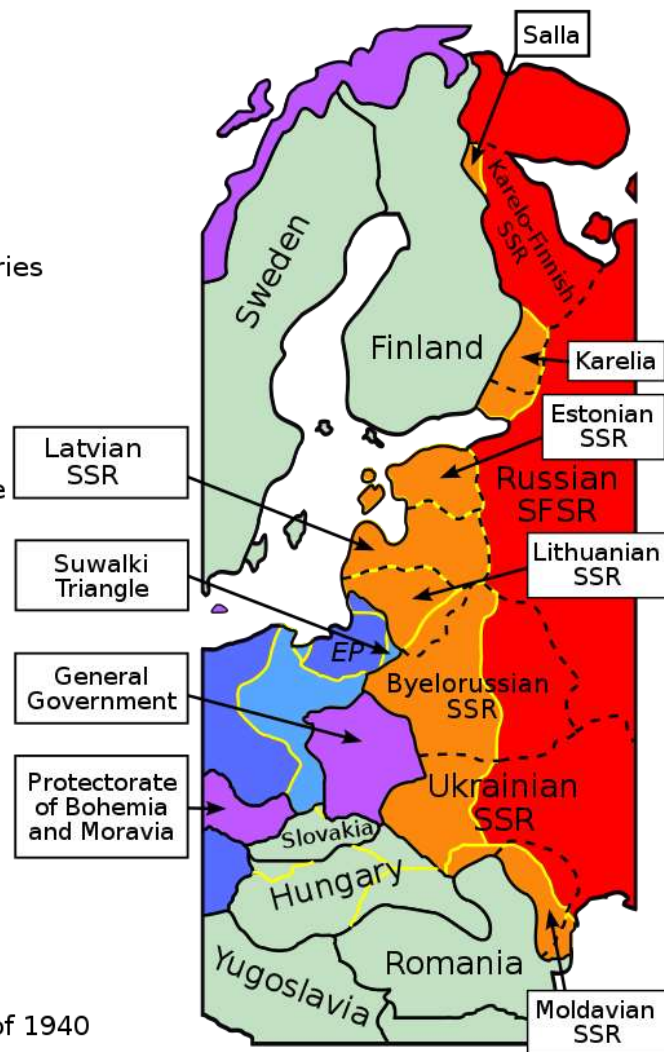 Salla
Karelo-Finnish
SSR
ries
Sweden
Finland
Karelia
Estonian
SSR
Latvian
SSR
Russian
SFSR
e
Lithuanian
SSR
Suwalki
Triangle
EP
General
Government
Byelorussian
SSR
Protectorate
of Bohemia
and Moravia
Ukrainian
SSR
Slovakia
Hungary
Yugoslavia
Romania
Moldavian
SSR
of 1940